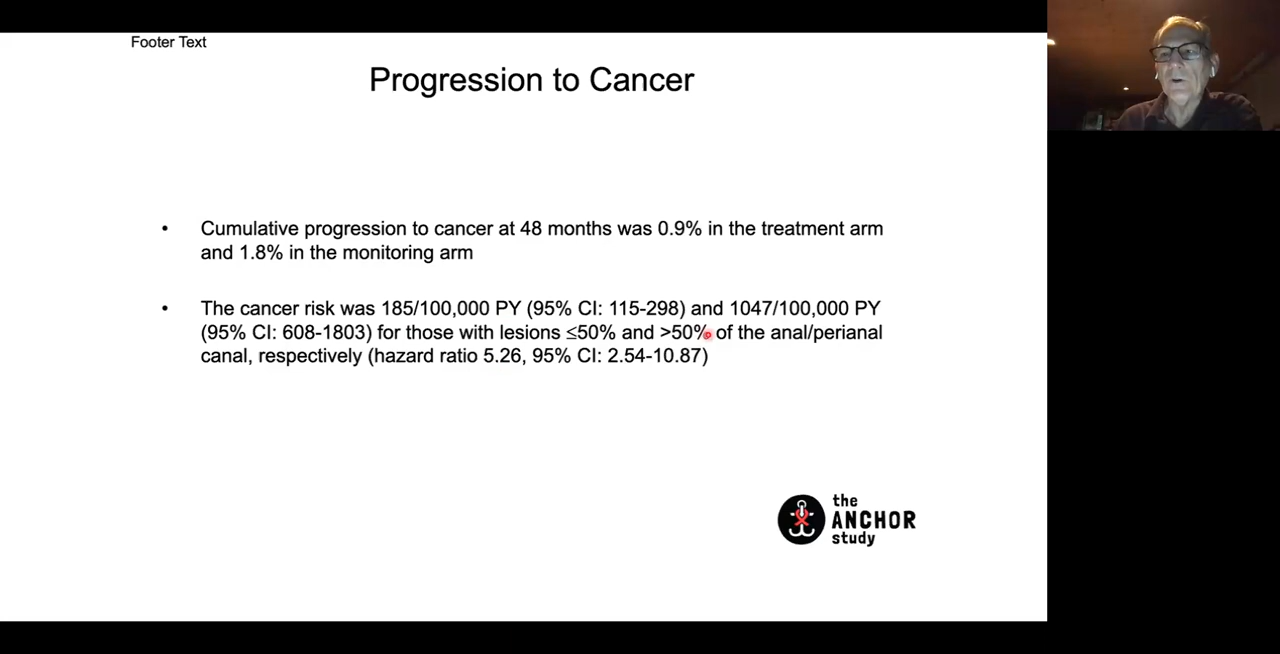 Footer Text
Progression to Cancer
• Cumulative progression to cancer at 48 months was 0.9% in the treatment arm
and 1.8% in the monitoring arm
• The cancer risk was 185/100,000 PY (95% CI: 115-298) and 1047/100,000 PY
(95% CI: 608-1803) for those with lesions ≤50% and >50% of the anal/perianal
canal, respectively (hazard ratio 5.26, 95% CI: 2.54-10.87)
the
ANCHOR
study